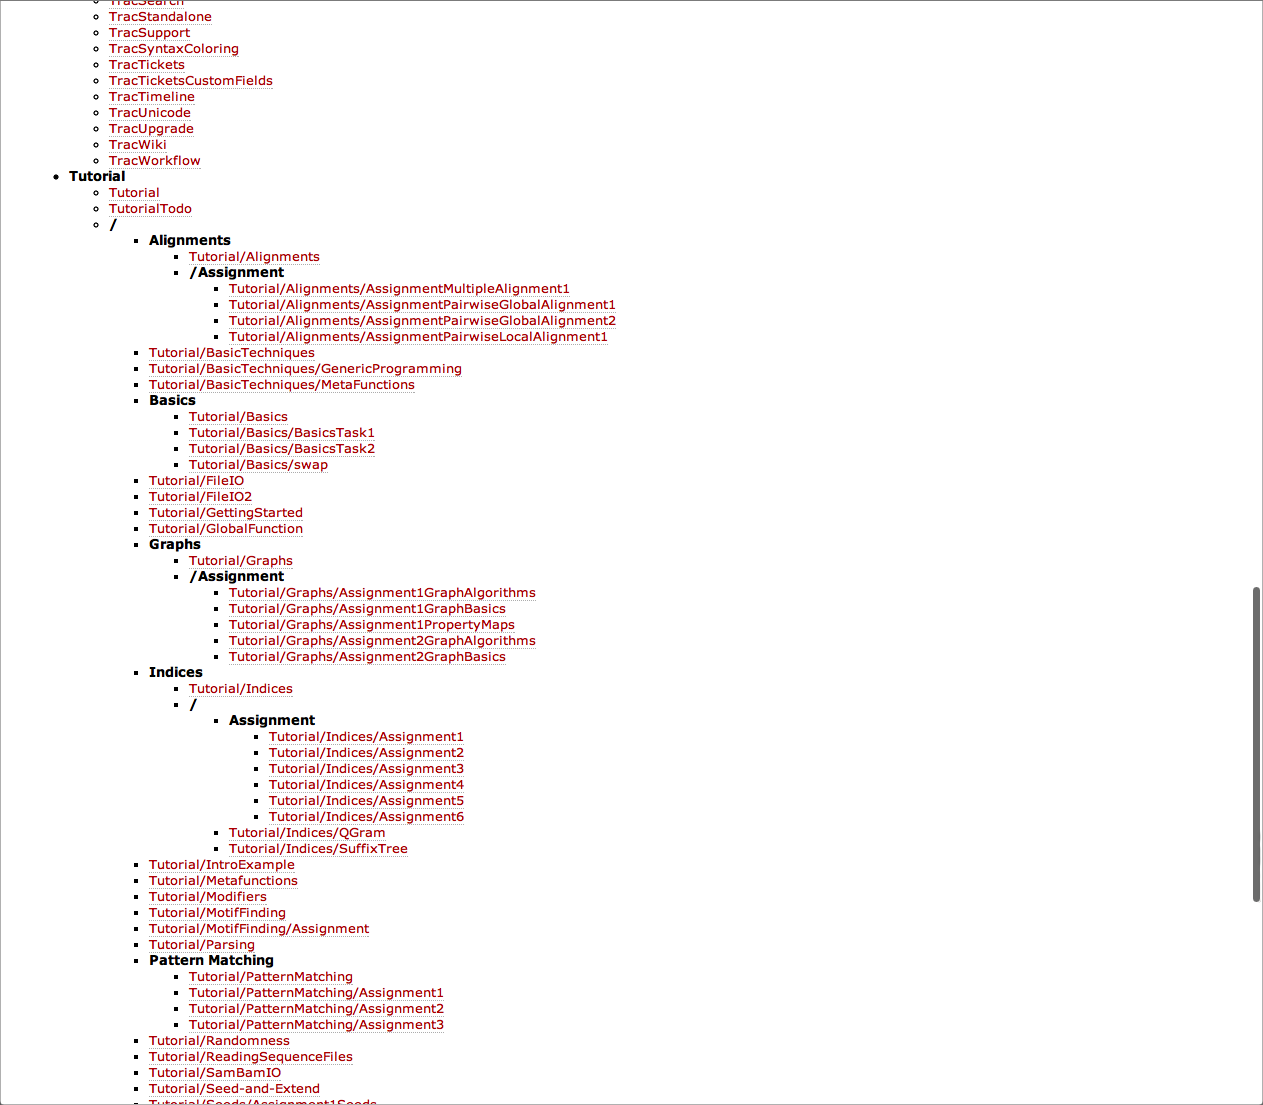 TracSearch
TracStandalone
TracSupport
TracSyntaxColoring
TracTickets
TracTicketsCustomFields
TracTimeline
TracUnicode
TracUpgrade
TracWiki
TracWorkflow
Tutorial
Tutorial
TutorialTodo
/
Alignments
Tutorial/Alignments
/Assignment
Tutorial/Alignments/AssignmentMultipleAlignment1
Tutorial/Alignments/AssignmentPairwiseGlobalAlignment1
Tutorial/Alignments/AssignmentPairwiseGlobalAlignment2
Tutorial/Alignments/AssignmentPairwiseLocalAlignment1
Tutorial/BasicTechniques
Tutorial/BasicTechniques/GenericProgramming
Tutorial/BasicTechniques/MetaFunctions
Basics
Tutorial/Basics
Tutorial/Basics/BasicsTask1
Tutorial/Basics/BasicsTask2
Tutorial/Basics/swap
Tutorial/FileIO
Tutorial/FileIO2
Tutorial/GettingStarted
Tutorial/GlobalFunction
Graphs
Tutorial/Graphs
/Assignment
Tutorial/Graphs/Assignment1GraphAlgorithms
Tutorial/Graphs/Assignment1GraphBasics
Tutorial/Graphs/Assignment1PropertyMaps
Tutorial/Graphs/Assignment2GraphAlgorithms
Tutorial/Graphs/Assignment2GraphBasics
Indices
Tutorial/Indices
/
Assignment
Tutorial/Indices/Assignment1
Tutorial/Indices/Assignment2
Tutorial/Indices/Assignment3
Tutorial/Indices/Assignment4
Tutorial/Indices/Assignment5
Tutorial/Indices/Assignment6
Tutorial/Indices/QGram
Tutorial/Indices/SuffixTree
Tutorial/IntroExample
Tutorial/Metafunctions
Tutorial/Modifiers
Tutorial/MotifFinding
Tutorial/MotifFinding/Assignment
Tutorial/Parsing
Pattern Matching
Tutorial/PatternMatching
Tutorial/PatternMatching/Assignment1
Tutorial/PatternMatching/Assignment2
Tutorial/PatternMatching/Assignment3
Tutorial/Randomness
Tutorial/ReadingSequenceFiles
Tutorial/SamBamIO
Tutorial/Seed-and-Extend
Tutorial/Seeds/Assignment1Seeds